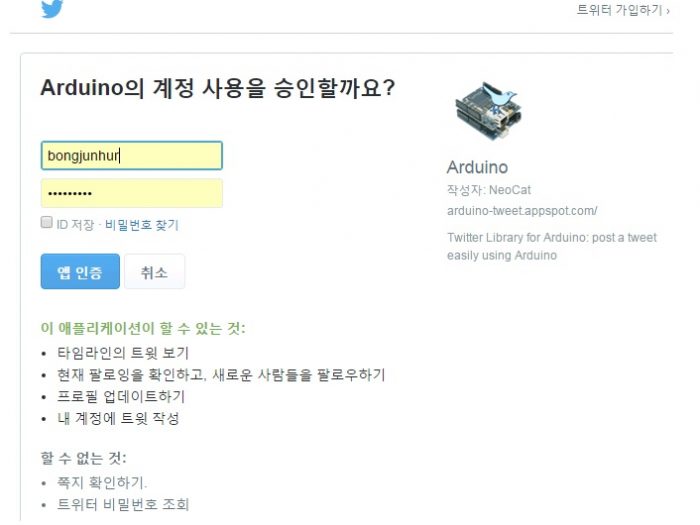 트위터 가입하기 ›
Arduino의 계정 사용을 승인할까요?
bongjunhur
•••••••••
ID 저장 · 비밀번호 찾기
앱 인증
취소
Arduino
작성자: NeoCat
arduino-tweet.appspot.com/
Twitter Library for Arduino: post a tweet
easily using Arduino
이 애플리케이션이 할 수 있는 것:
• 타임라인의 트윗 보기
• 현재 팔로잉을 확인하고, 새로운 사람들을 팔로우하기
• 프로필 업데이트하기
• 내 계정에 트윗 작성
할 수 없는 것:
• 쪽지 확인하기.
• 트위터 비밀번호 조회